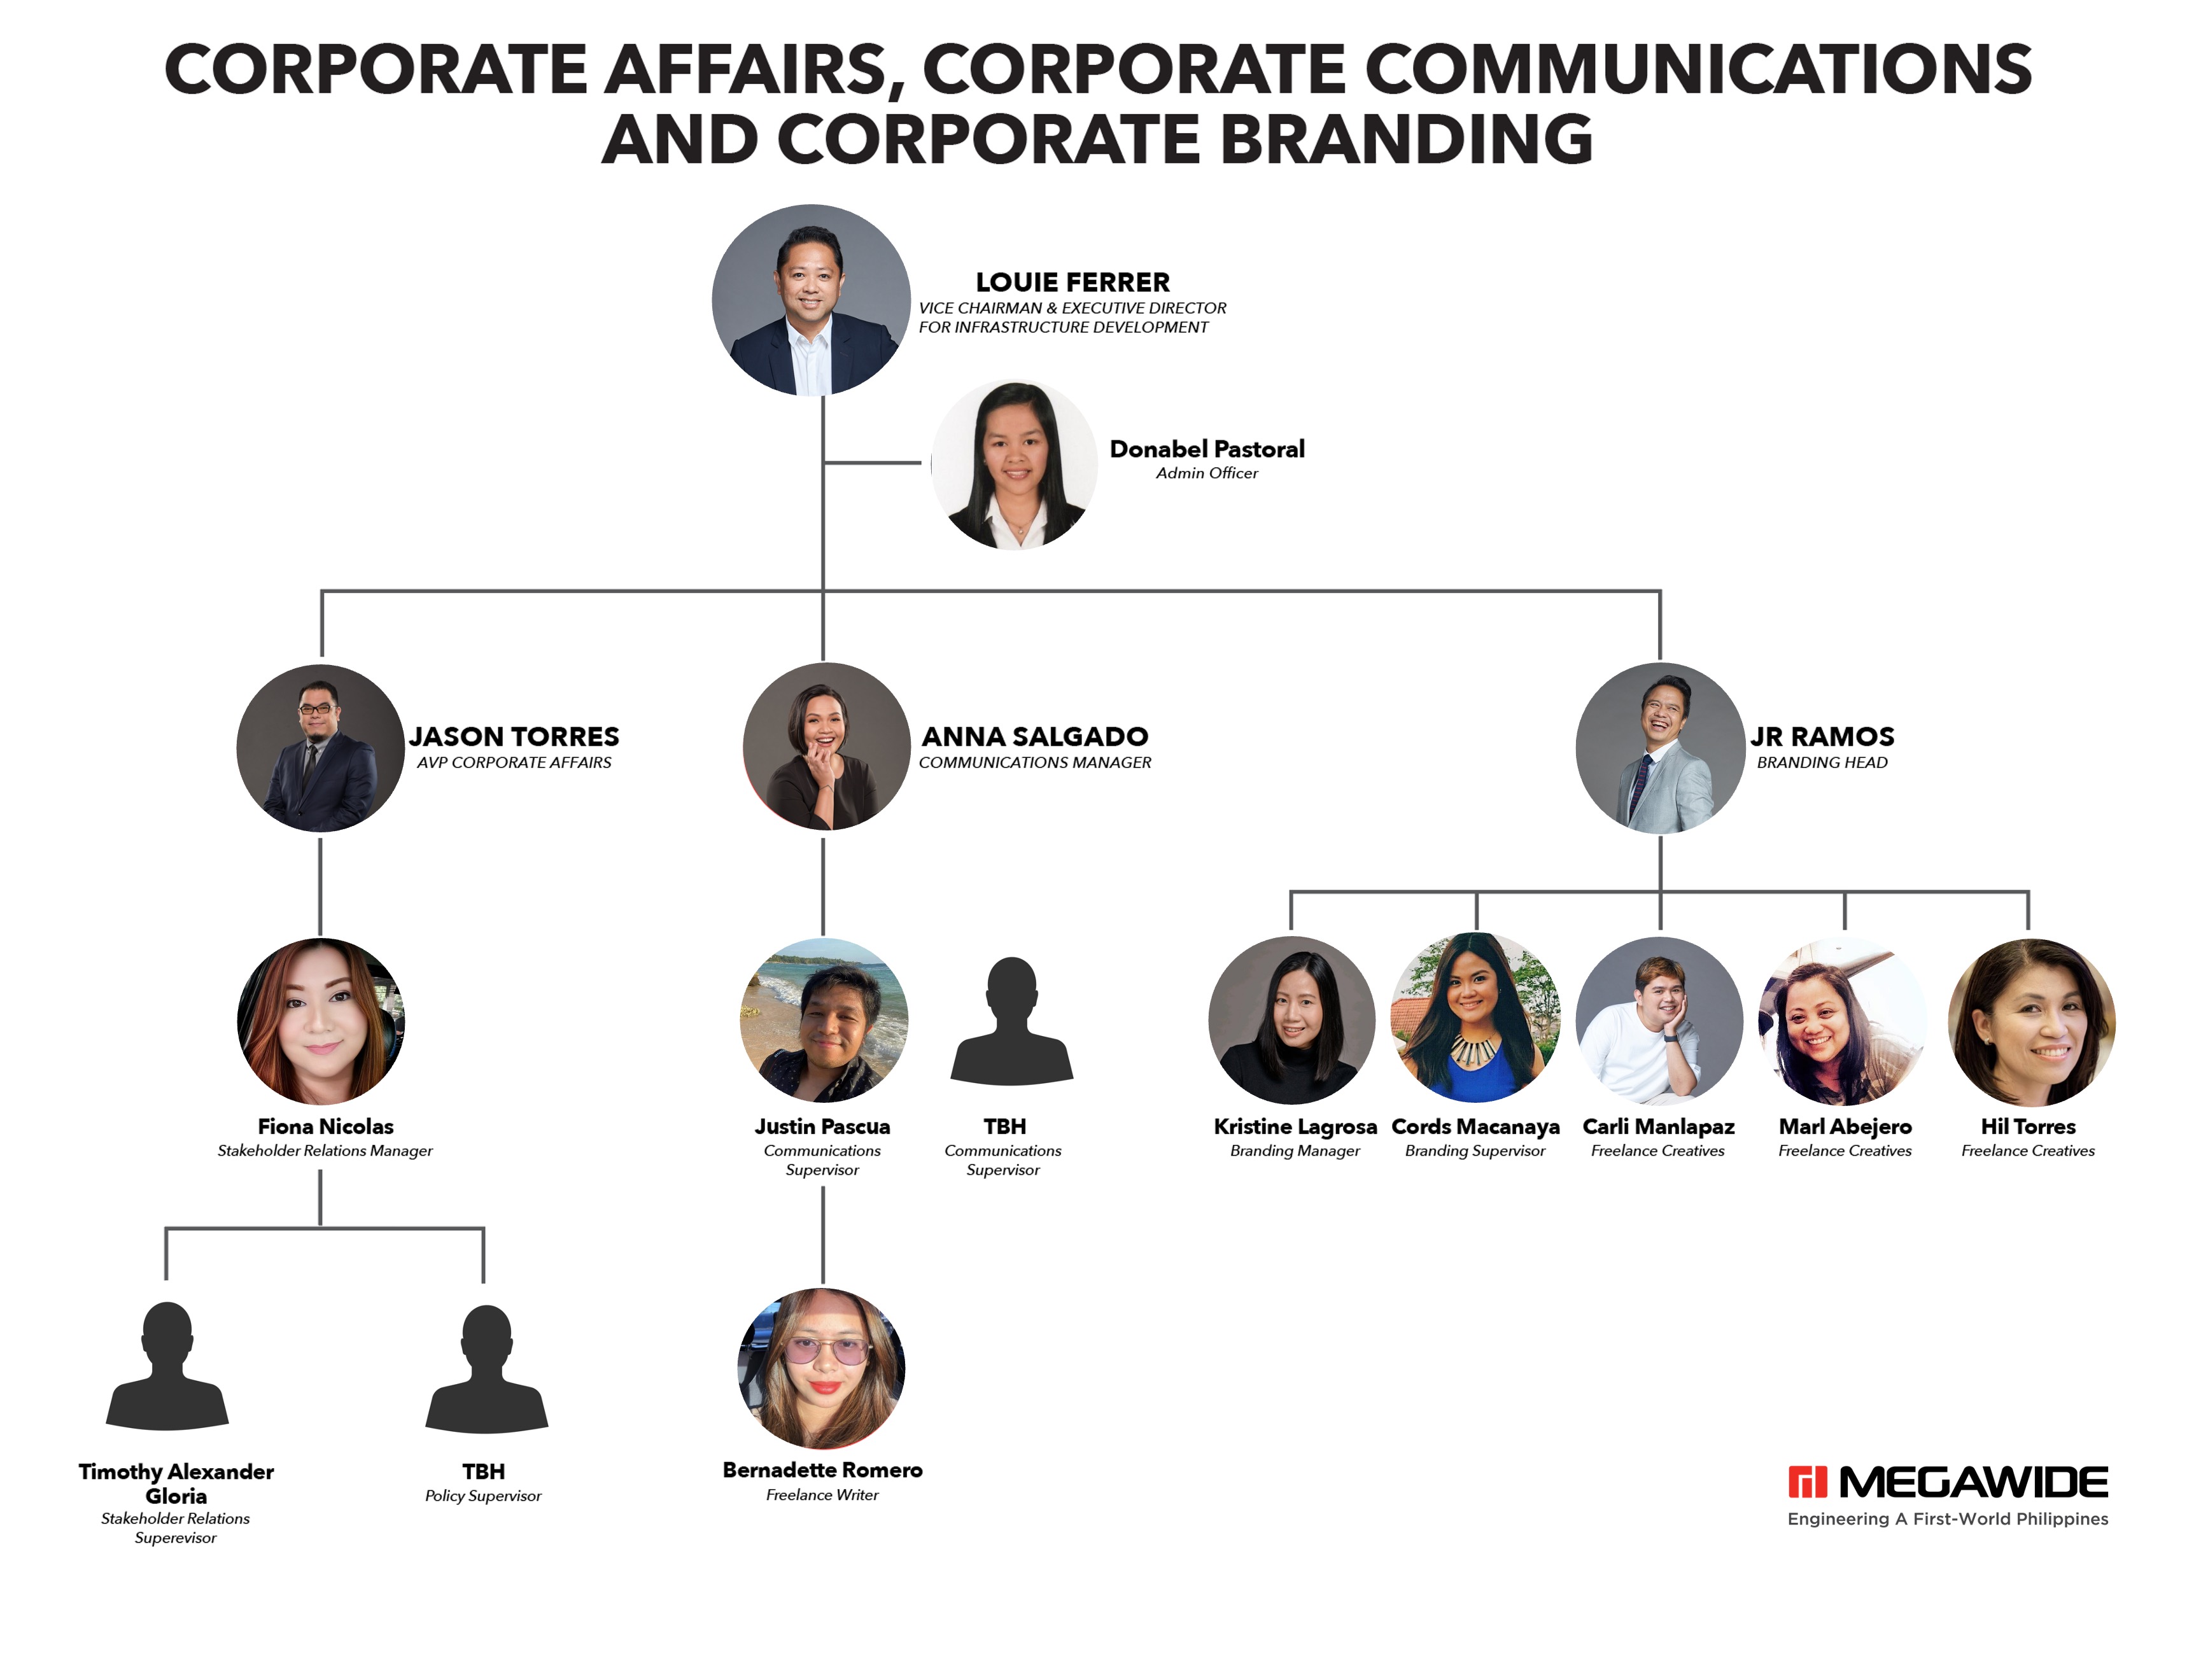 CORPORATE AFFAIRS, CORPORATE COMMUNICATIONS
AND CORPORATE BRANDING
LOUIE FERRER
VICE CHAIRMAN & EXECUTIVE DIRECTOR
FOR INFRASTRUCTURE DEVELOPMENT
Donabel Pastoral
Admin Officer
JASON TORRES
AVP CORPORATE AFFAIRS
ANNA SALGADO
COMMUNICATIONS MANAGER
JR RAMOS
BRANDING HEAD
Fiona Nicolas
Stakeholder Relations Manager
Justin Pascua
Communications
Supervisor
TBH
Communications
Supervisor
Kristine Lagrosa
Branding Manager
Cords Macanaya
Branding Supervisor
Carli Manlapaz
Freelance Creatives
Marl Abejero
Freelance Creatives
Hil Torres
Freelance Creatives
Timothy Alexander
Gloria
Stakeholder Relations
Superevisor
TBH
Policy Supervisor
Bernadette Romero
Freelance Writer
MEGAWIDE
Engineering A First-World Philippines